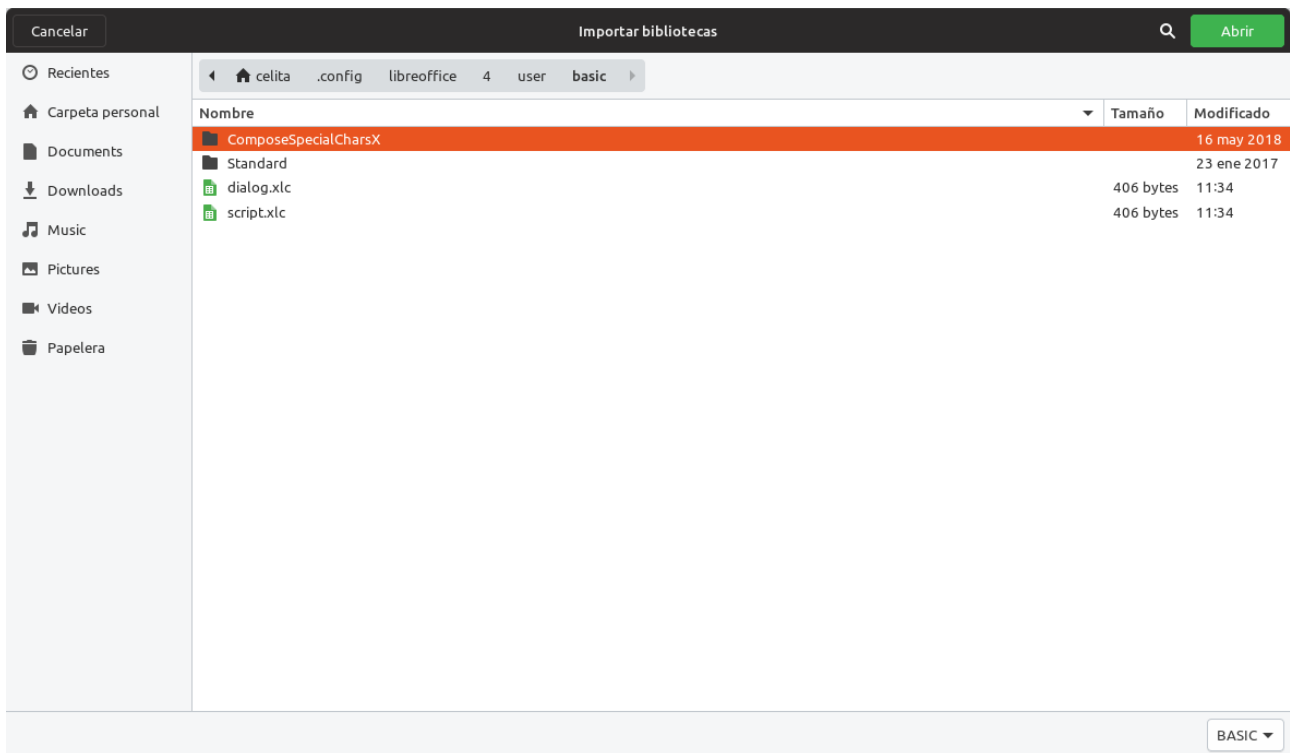 Cancelar Importar bibliotecas Abrir
Recientes
Carpeta personal
Documents
Downloads
Music
Pictures
Videos
Papelera
celita .config libreoffice 4 user basic
Nombre Tamaño Modificado
ComposeSpecialCharsX 16 may 2018
Standard 23 ene 2017
dialog.xlc 406 bytes 11:34
script.xlc 406 bytes 11:34
BASIC